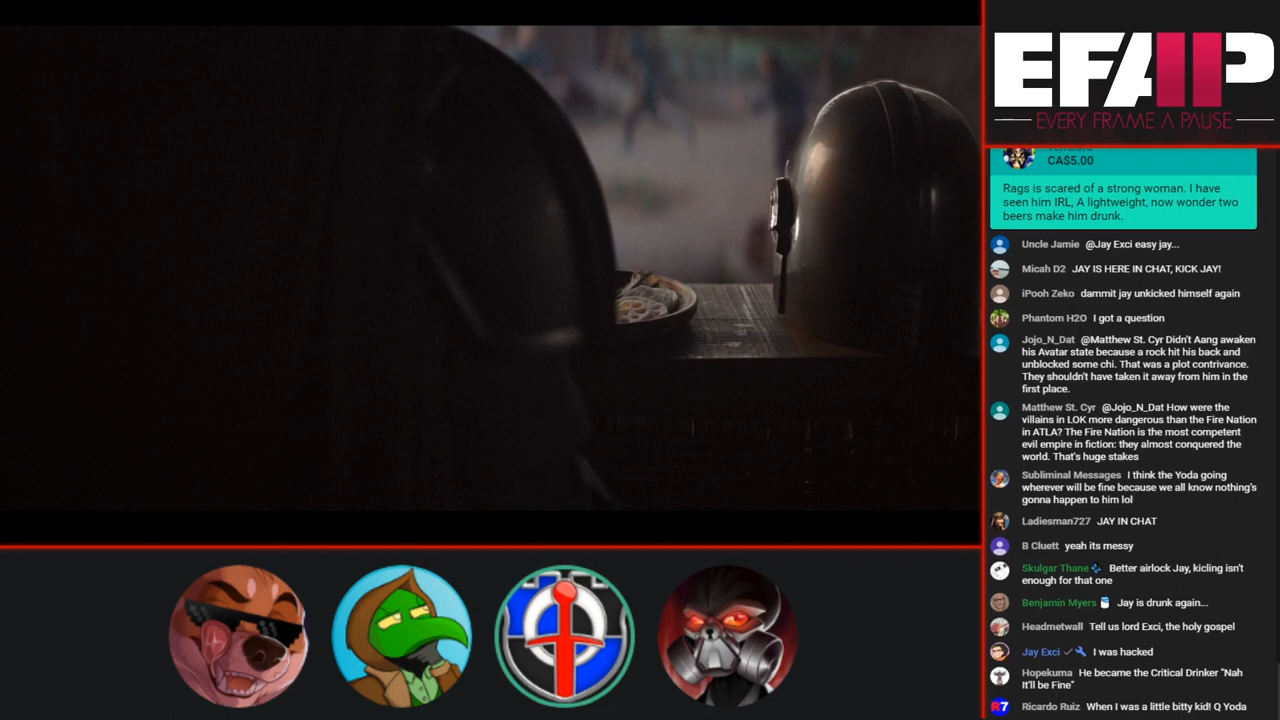 EFAP
EVERY FRAME A PAUSE
CA$5.00
Rags is scared of a strong woman. I have
seen him IRL, A lightweight, now wonder two
beers make him drunk.
Uncle Jamie @Jay Exci easy jay...
Micah D2 JAY IS HERE IN CHAT, KICK JAY!
iPooh Zeko dammit jay unkicked himself again
Phantom H2O I got a question
Jojo_N_Dat @Matthew St. Cyr Didn't Aang awaken
his Avatar state because a rock hit his back and
unblocked some chi. That was a plot contrivance.
They shouldn't have taken it away from him in the
first place.
Matthew St. Cyr @Jojo_N_Dat How were the
villains in LOK more dangerous than the Fire Nation
in ATLA? The Fire Nation is the most competent
evil empire in fiction: they almost conquered the
world. That's huge stakes
Subliminal Messages I think the Yoda going
wherever will be fine because we all know nothing's
gonna happen to him lol
Ladiesman727 JAY IN CHAT
B Cluett yeah its messy
Skulgar Thane Better airlock Jay, kicling isn't
enough for that one
Benjamin Myers Jay is drunk again...
Headmetwall Tell us lord Exci, the holy gospel
Jay Exci I was hacked
Hopekuma He became the Critical Drinker "Nah
It'll be Fine"
R7 Ricardo Ruiz When I was a little bitty kid! Q Yoda